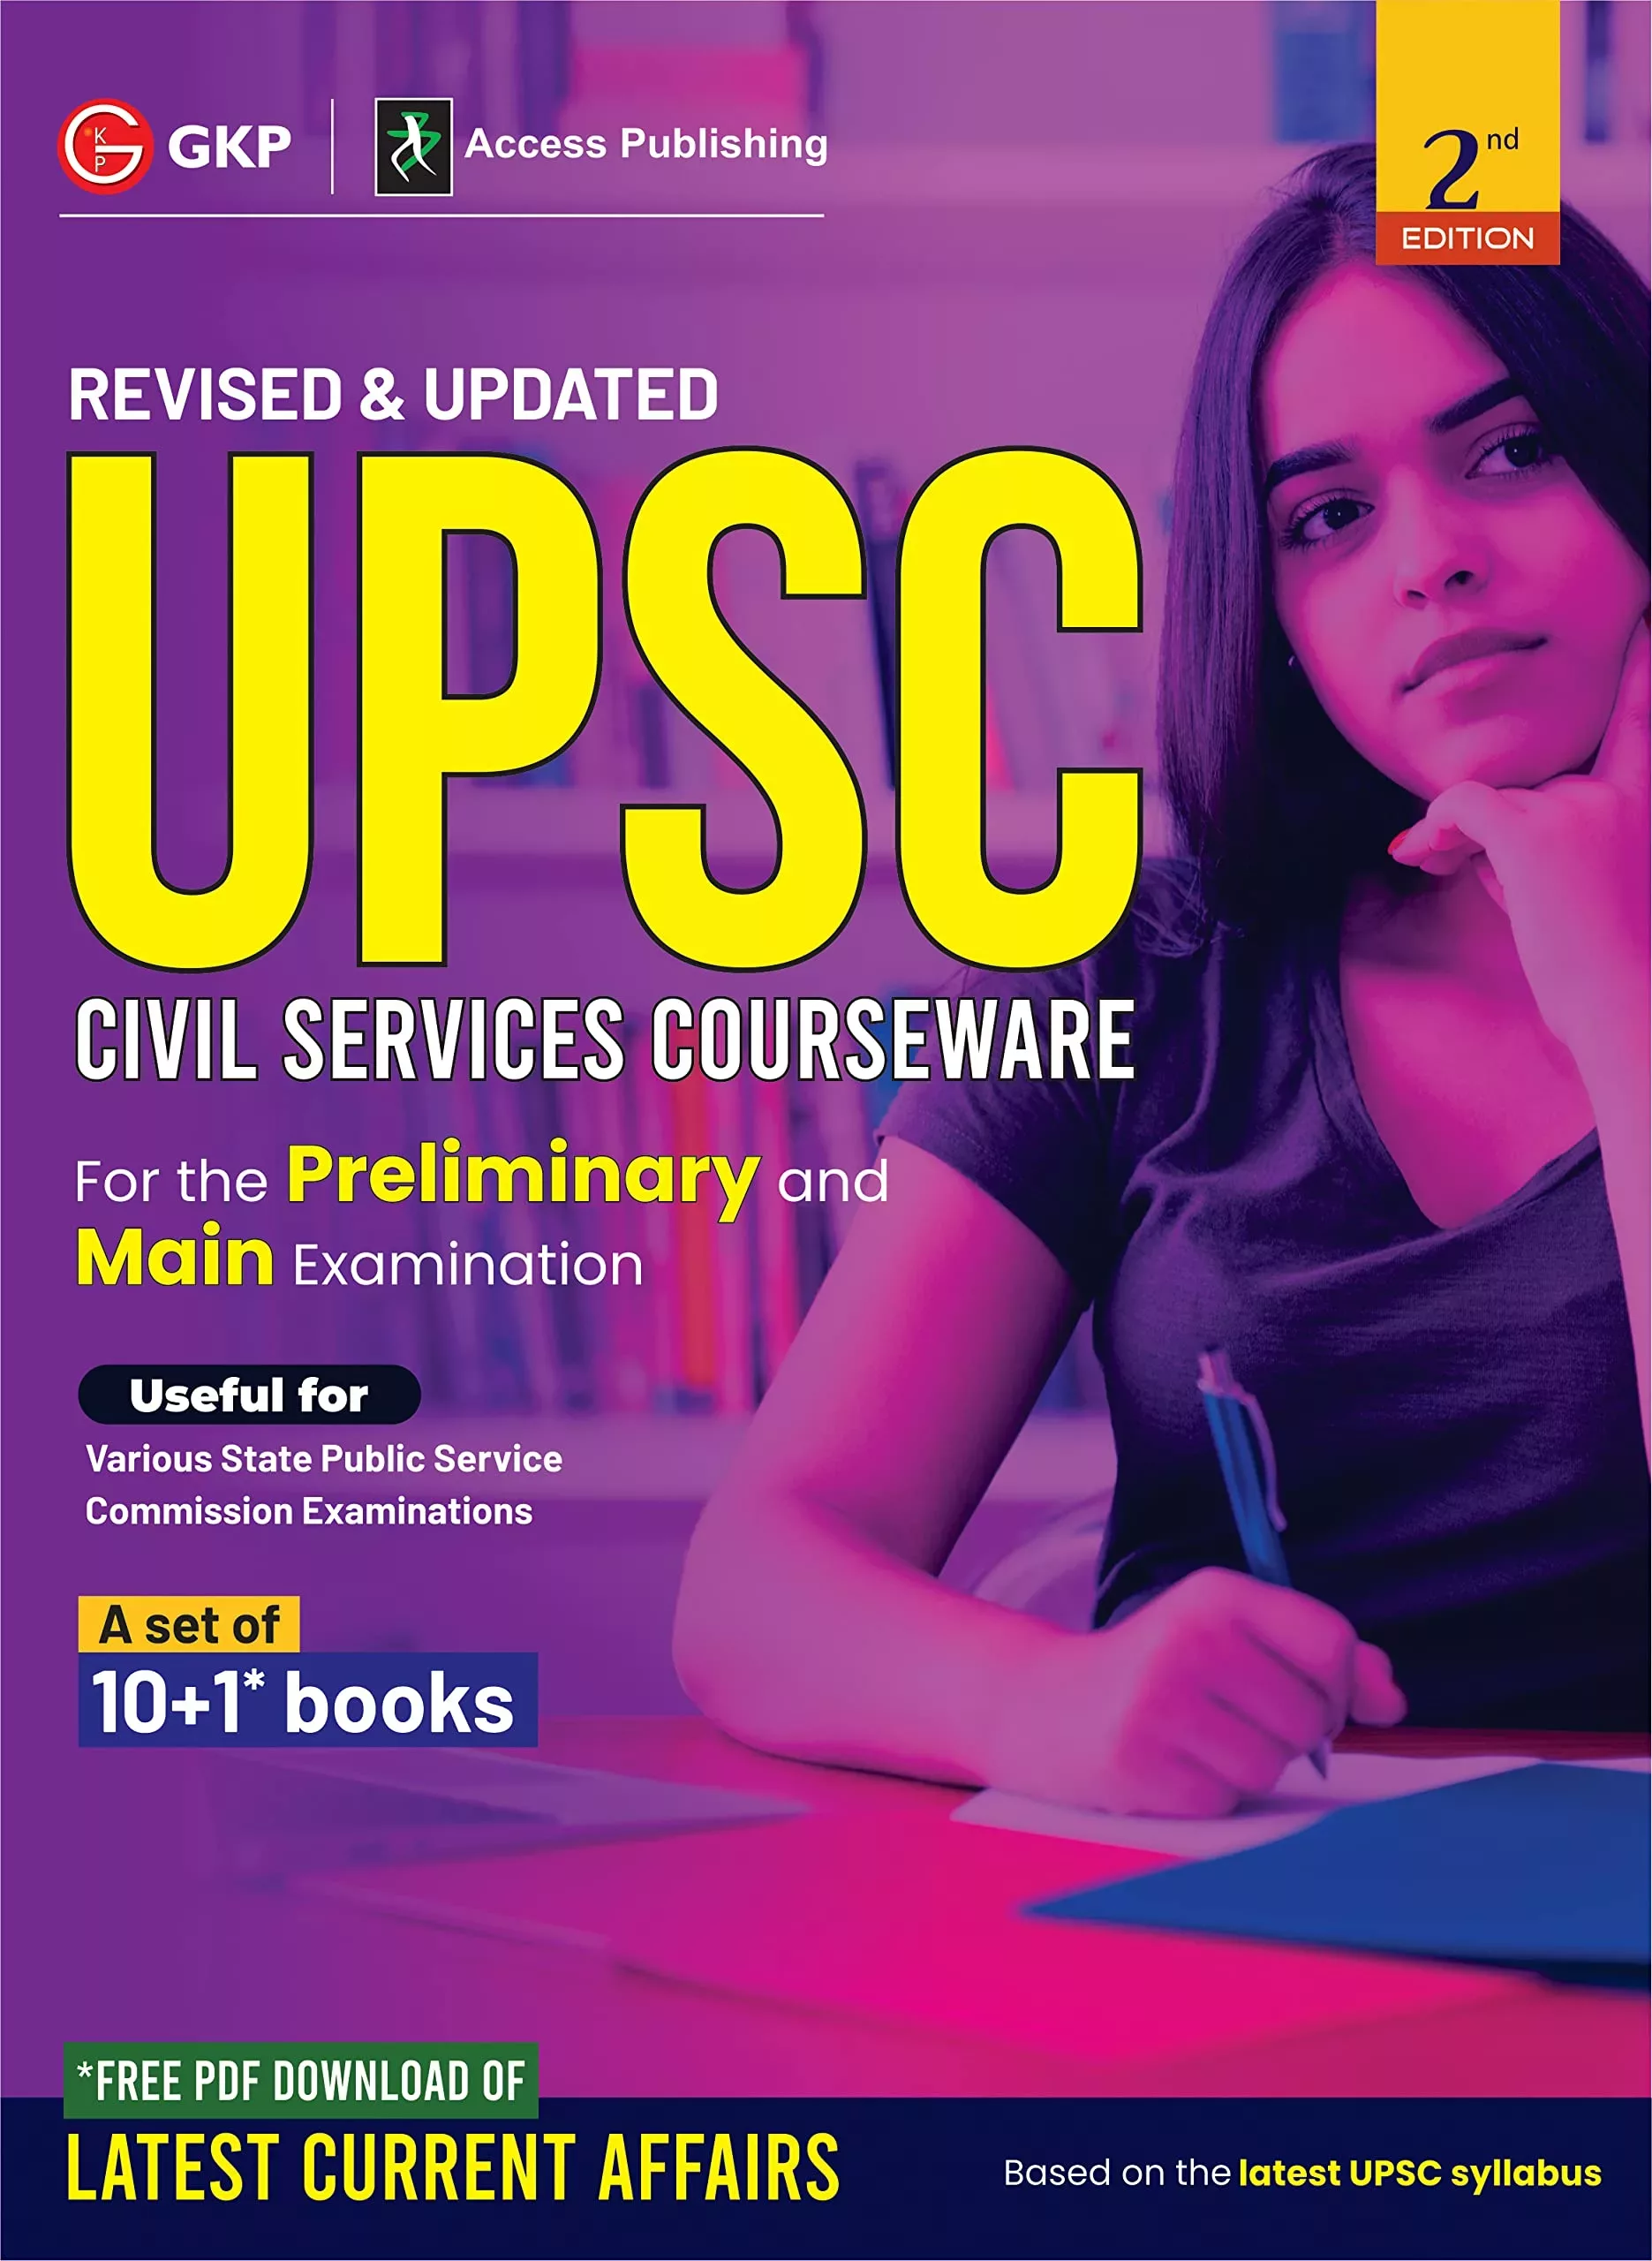 GKP
GKP | Access Publishing
2nd
EDITION
REVISED & UPDATED
UPSC
CIVIL SERVICES COURSEWARE
For the Preliminary and
Main Examination
Useful for
Various State Public Service
Commission Examinations
A set of
10+1* books
*FREE PDF DOWNLOAD OF
LATEST CURRENT AFFAIRS
Based on the latest UPSC syllabus